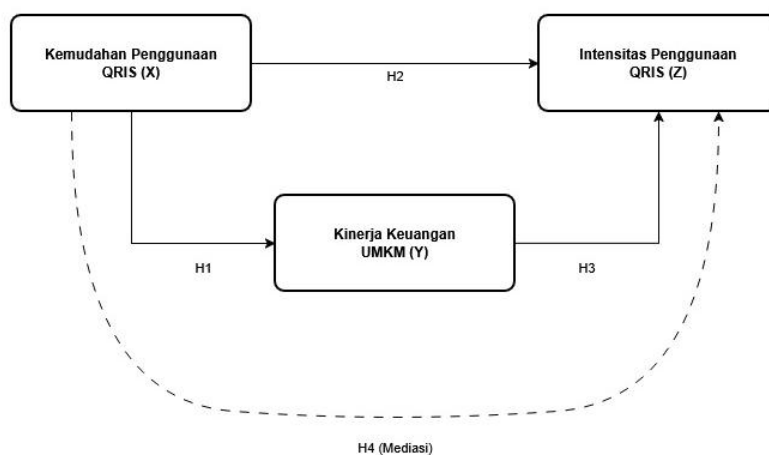 Kemudahan Penggunaan
QRIS (X)
Intensitas Penggunaan
QRIS (Z)
H2
Kinerja Keuangan
UMKM (Y)
H1
H3
H4 (Mediasi)